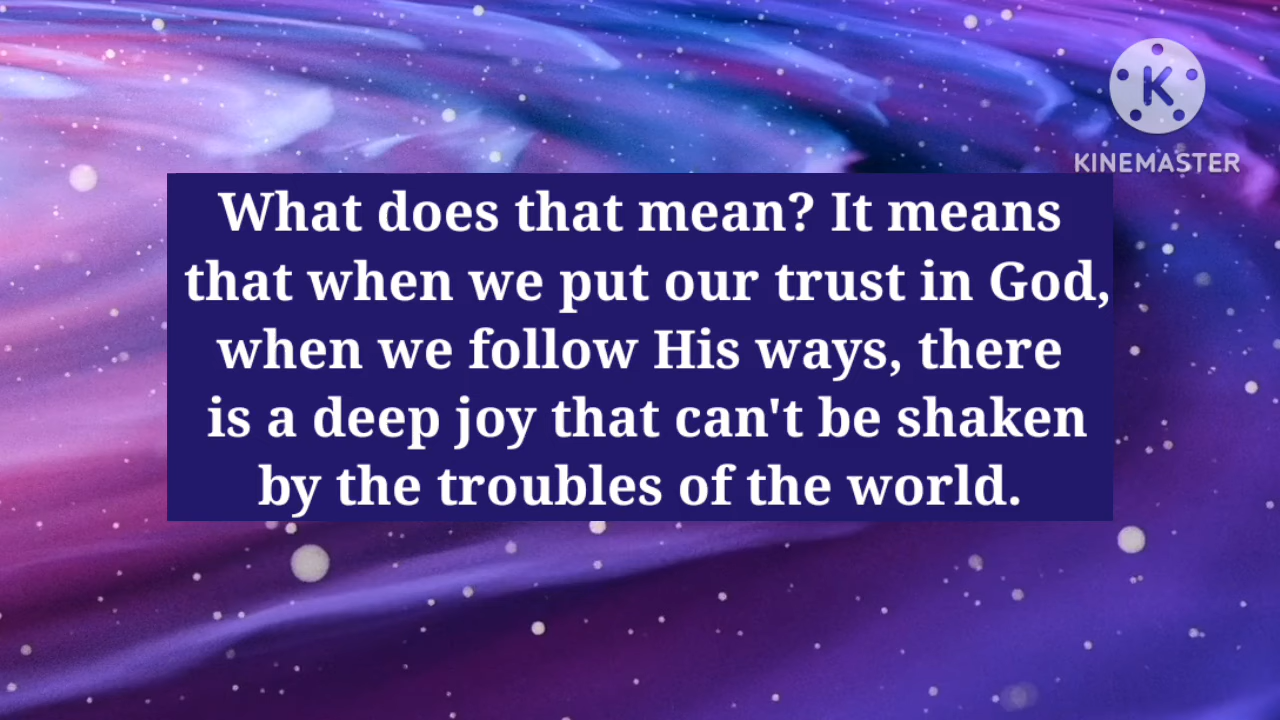 K
KINEMASTER
What does that mean? It means
that when we put our trust in God,
when we follow His ways, there
is a deep joy that can't be shaken
by the troubles of the world.